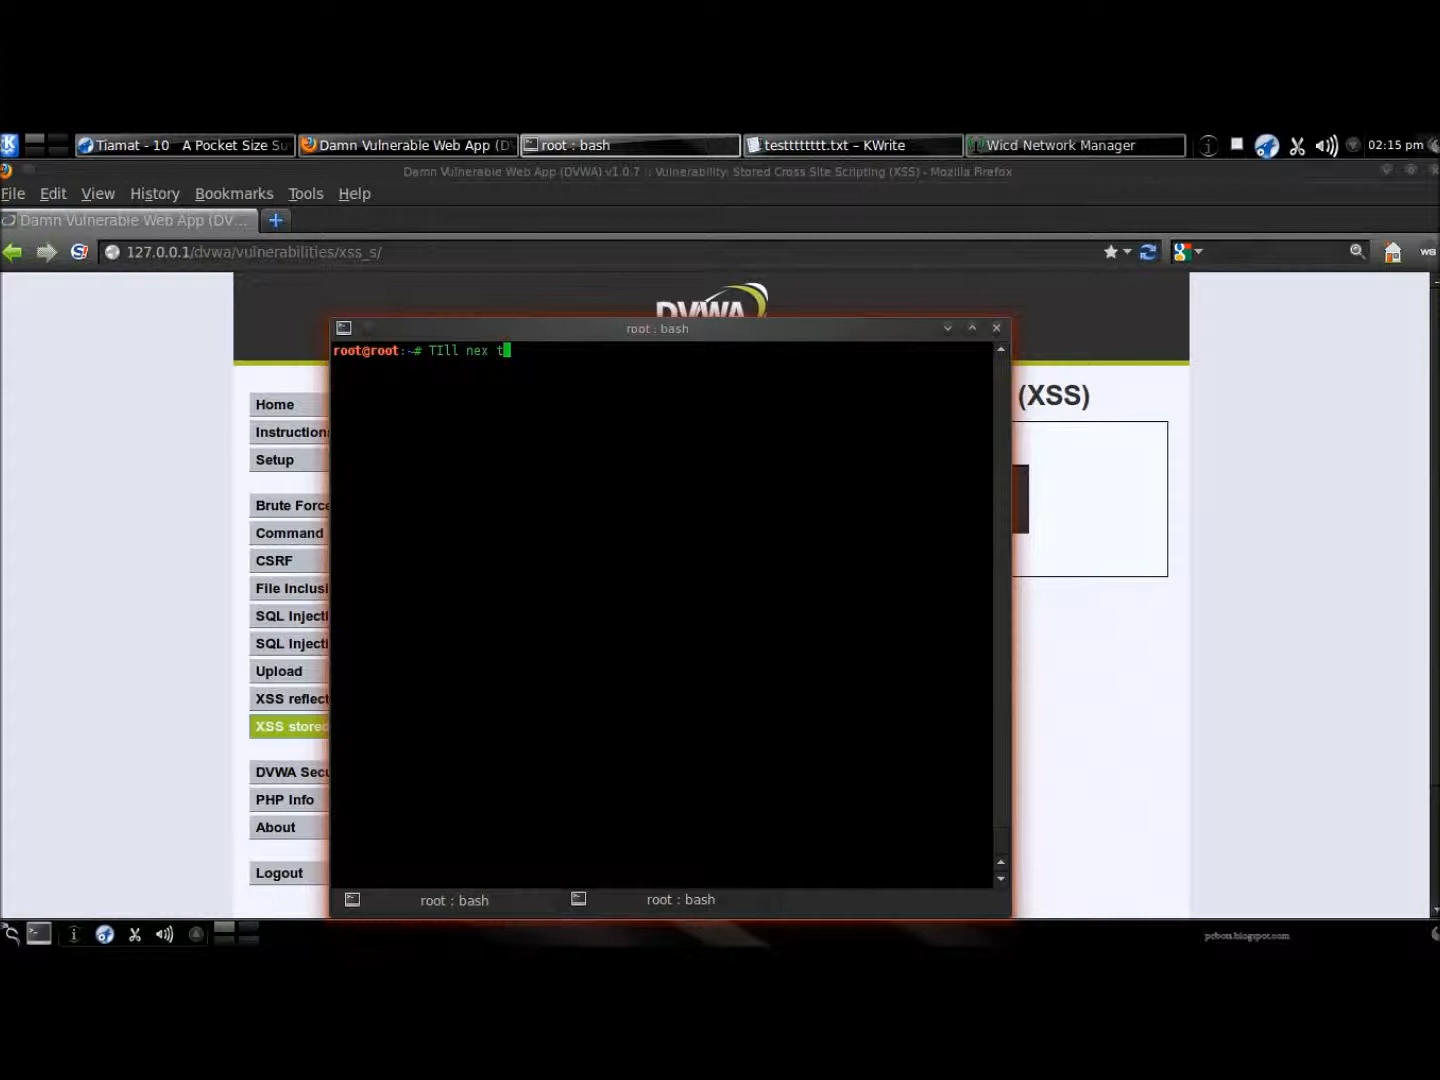 Tiamat - 10 A Pocket Size Su
Damn Vulnerable Web App (D
root : bash
testttttttt.txt – KWrite
Wicd Network Manager
02:15 pm
Damn Vulnerable Web App (DVWA) v1.0.7 :: Vulnerability: Stored Cross Site Scripting (XSS) - Mozilla Firefox
File Edit View History Bookmarks Tools Help
Damn Vulnerable Web App (DV...
127.0.0.1/dvwa/vulnerabilities/xss_s/
DVWA
root : bash
root@root:~# TIll nex t
(XSS)
Home
Instruction
Setup
Brute Force
Command
CSRF
File Inclusi
SQL Injecti
SQL Injecti
Upload
XSS reflect
XSS stored
DVWA Secu
PHP Info
About
Logout
root : bash
root : bash